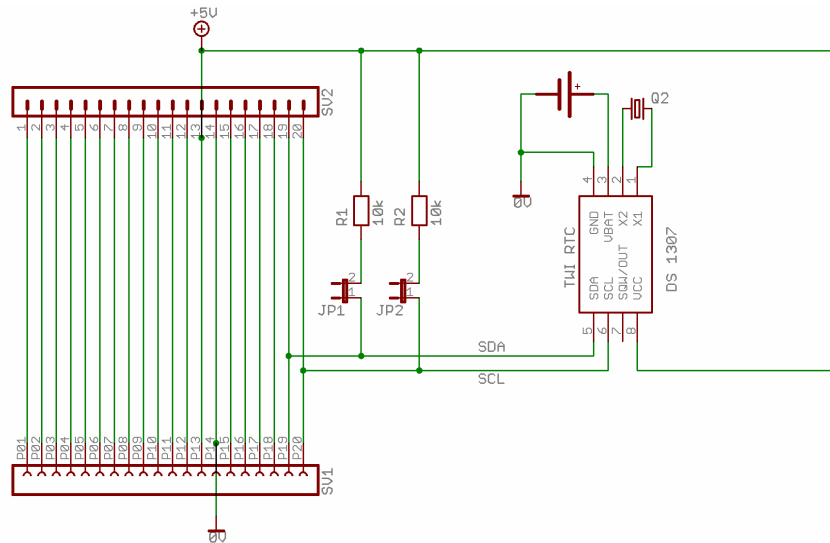 +5V
SV2
1 2 3 4 5 6 7 8 9 10 11 12 13 14 15 16 17 18 19 20
Q2
0V
4 3 2 1
GND VBAT X2 X1
TWI RTC
DS 1307
SDA SCL SQW/OUT VCC
5 6 7 8
R1
10k
R2
10k
2
1
JP1
2
1
JP2
SDA
SCL
P01 P02 P03 P04 P05 P06 P07 P08 P09 P10 P11 P12 P13 P14 P15 P16 P17 P18 P19 P20
SV1
0V